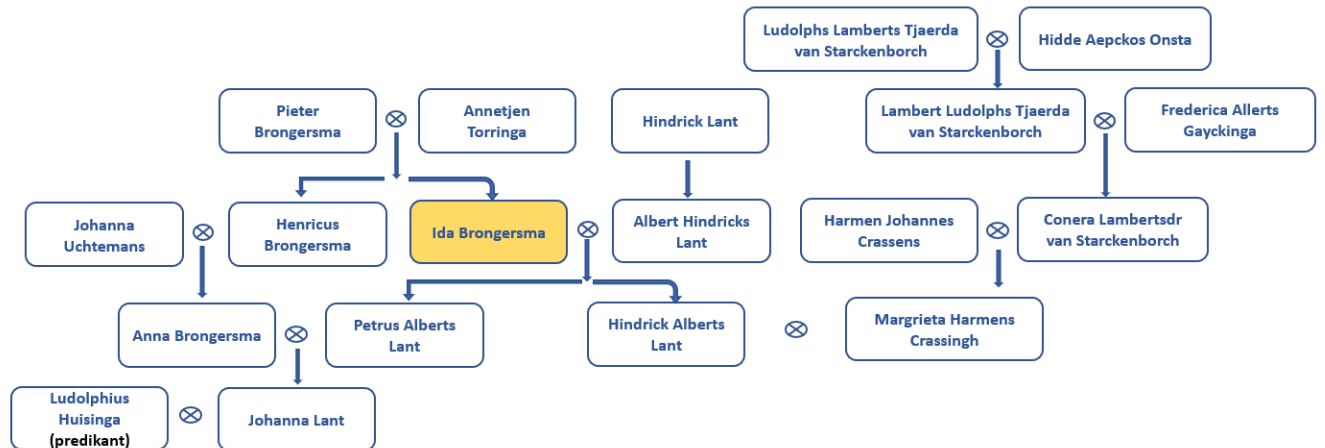 Ludolphs Lamberts Tjaerda
van Starckenborch
Hidde Aepckos Onsta
Pieter
Brongersma
Annetjen
Torringa
Hindrick Lant
Lambert Ludolphs Tjaerda
van Starckenborch
Frederica Allerts
Gayckinga
Johanna
Uchtemans
Henricus
Brongersma
Ida Brongersma
Albert Hindricks
Lant
Harmen Johannes
Crassens
Conera Lambertsdr
van Starckenborch
Anna Brongersma
Petrus Alberts
Lant
Hindrick Alberts
Lant
Margrieta Harmens
Crassingh
Ludolphius
Huisinga
(predikant)
Johanna Lant